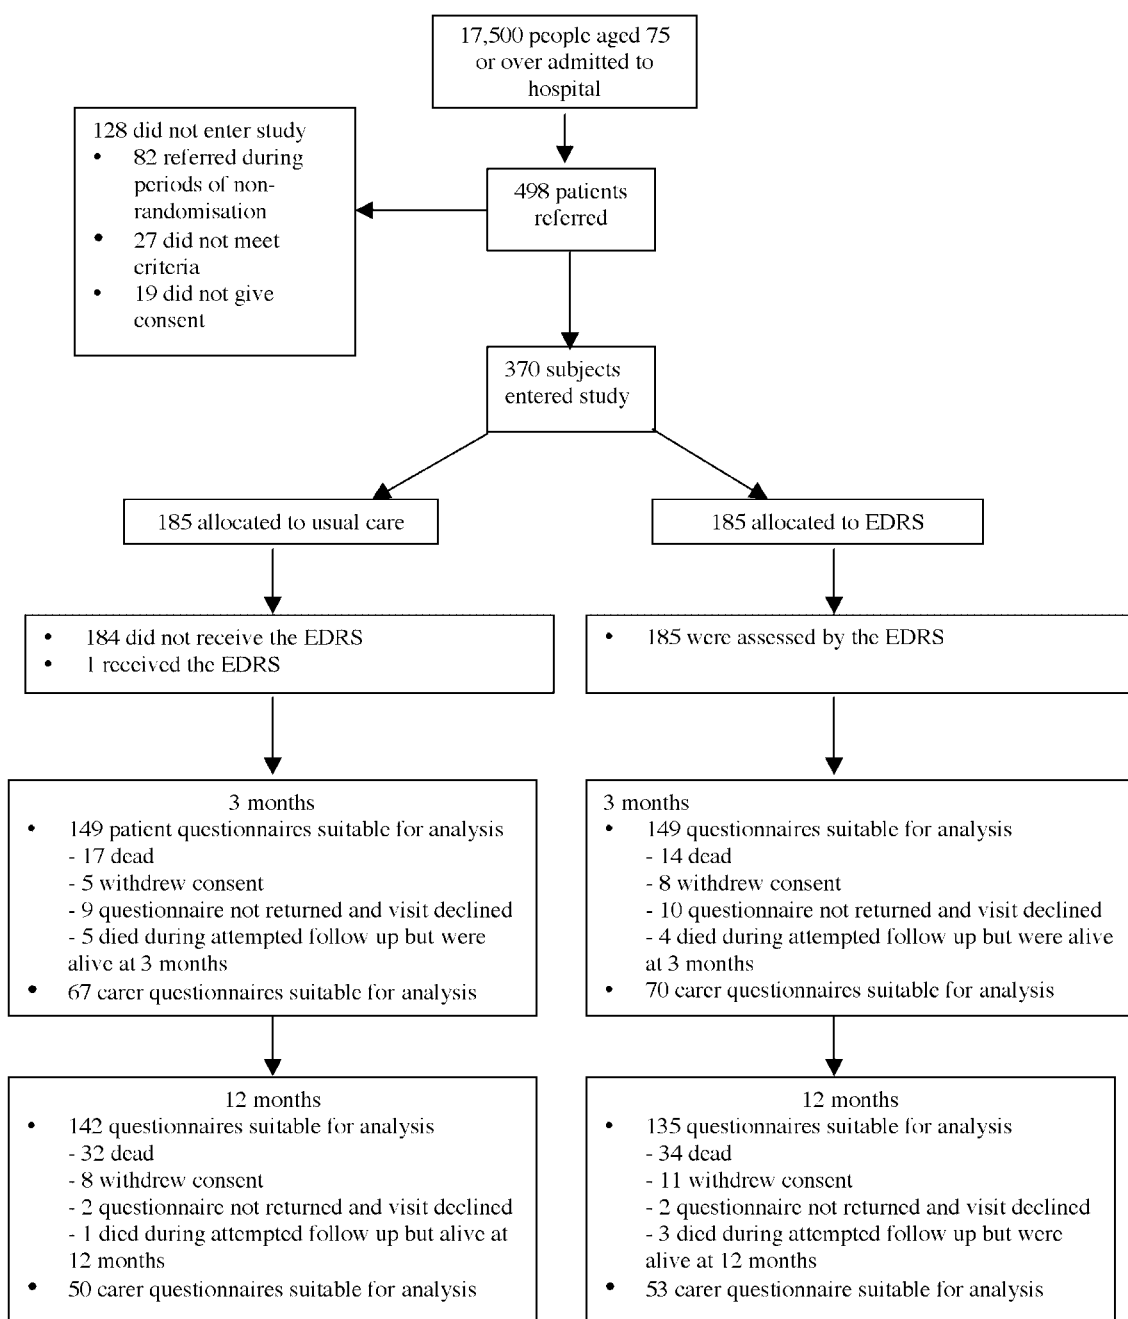 17,500 people aged 75
or over admitted to
hospital
128 did not enter study
• 82 referred during
periods of non-
randomisation
• 27 did not meet
criteria
• 19 did not give
consent
498 patients
referred
370 subjects
entered study
185 allocated to usual care
185 allocated to EDRS
• 184 did not receive the EDRS
• 1 received the EDRS
• 185 were assessed by the EDRS
3 months
• 149 patient questionnaires suitable for analysis
- 17 dead
- 5 withdrew consent
- 9 questionnaire not returned and visit declined
- 5 died during attempted follow up but were
alive at 3 months
• 67 carer questionnaires suitable for analysis
3 months
• 149 questionnaires suitable for analysis
- 14 dead
- 8 withdrew consent
- 10 questionnaire not returned and visit declined
- 4 died during attempted follow up but were alive
at 3 months
• 70 carer questionnaires suitable for analysis
12 months
• 142 questionnaires suitable for analysis
- 32 dead
- 8 withdrew consent
- 2 questionnaire not returned and visit declined
- 1 died during attempted follow up but alive at
12 months
• 50 carer questionnaires suitable for analysis
12 months
• 135 questionnaires suitable for analysis
- 34 dead
- 11 withdrew consent
- 2 questionnaire not returned and visit declined
- 3 died during attempted follow up but were
alive at 12 months
• 53 carer questionnaire suitable for analysis